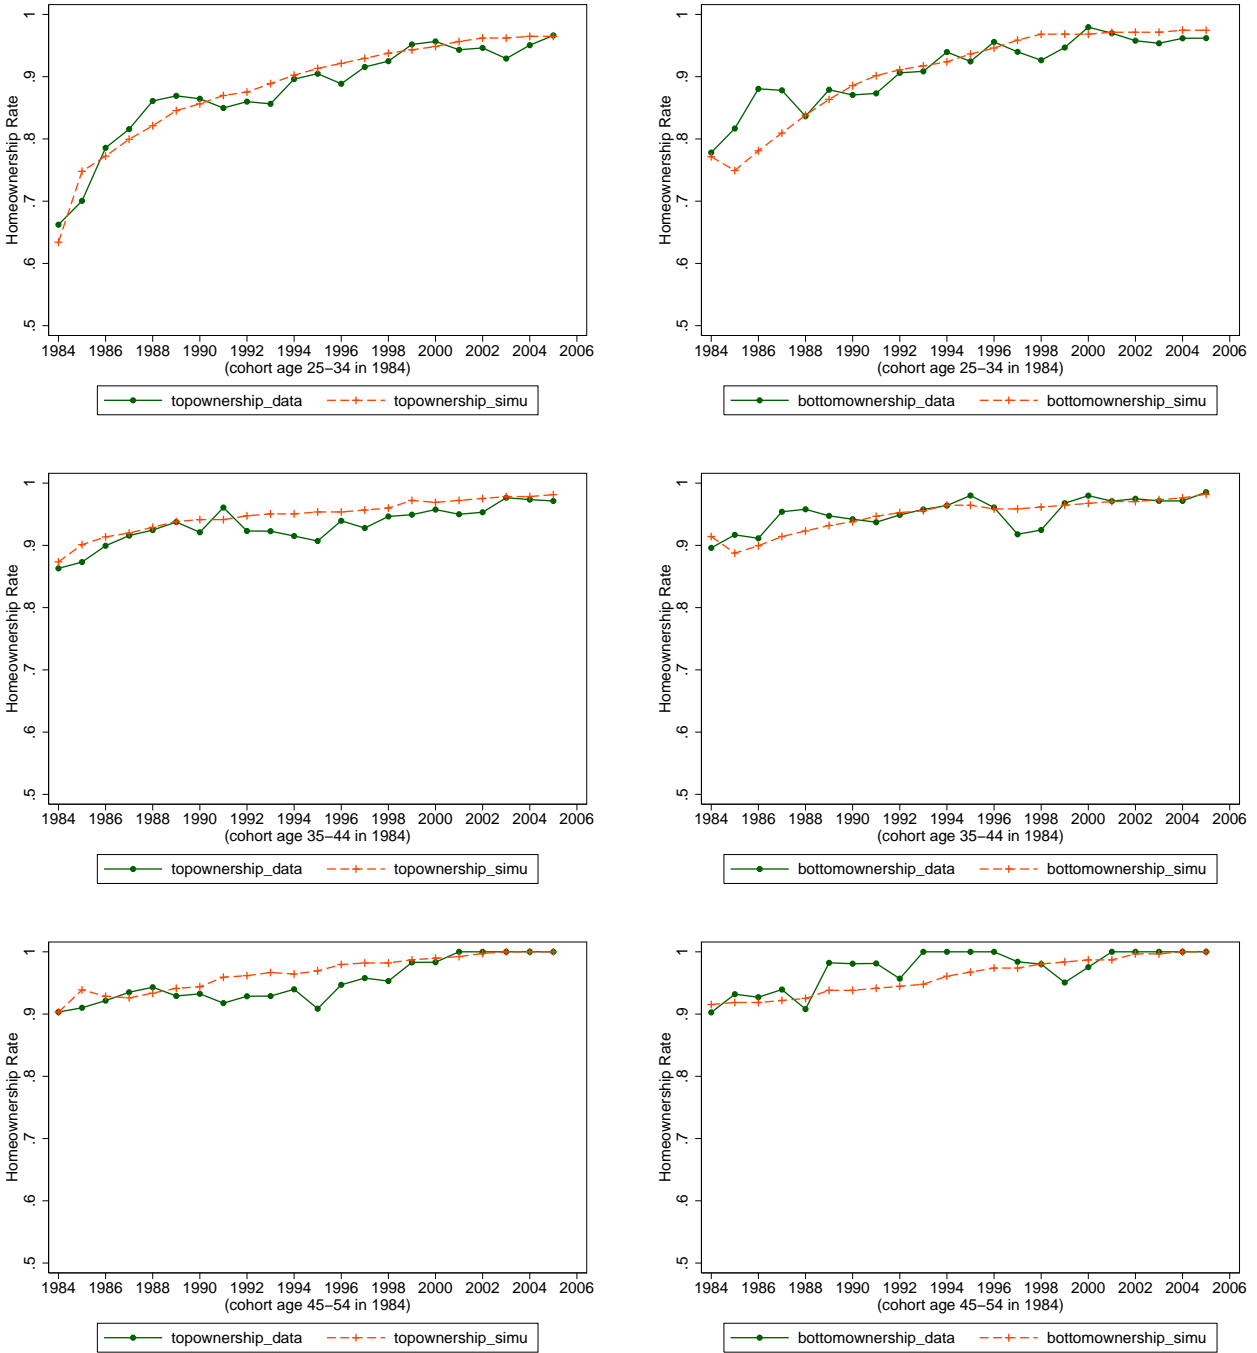 Homeownership Rate
1
.9
.8
.7
.6
.5
1984 1986 1988 1990 1992 1994 1996 1998 2000 2002 2004 2006
(cohort age 25−34 in 1984)
topownership_data topownership_simu
Homeownership Rate
1
.9
.8
.7
.6
.5
1984 1986 1988 1990 1992 1994 1996 1998 2000 2002 2004 2006
(cohort age 25−34 in 1984)
bottomownership_data bottomownership_simu
Homeownership Rate
1
.9
.8
.7
.6
.5
1984 1986 1988 1990 1992 1994 1996 1998 2000 2002 2004 2006
(cohort age 35−44 in 1984)
topownership_data topownership_simu
Homeownership Rate
1
.9
.8
.7
.6
.5
1984 1986 1988 1990 1992 1994 1996 1998 2000 2002 2004 2006
(cohort age 35−44 in 1984)
bottomownership_data bottomownership_simu
Homeownership Rate
1
.9
.8
.7
.6
.5
1984 1986 1988 1990 1992 1994 1996 1998 2000 2002 2004 2006
(cohort age 45−54 in 1984)
topownership_data topownership_simu
Homeownership Rate
1
.9
.8
.7
.6
.5
1984 1986 1988 1990 1992 1994 1996 1998 2000 2002 2004 2006
(cohort age 45−54 in 1984)
bottomownership_data bottomownership_simu